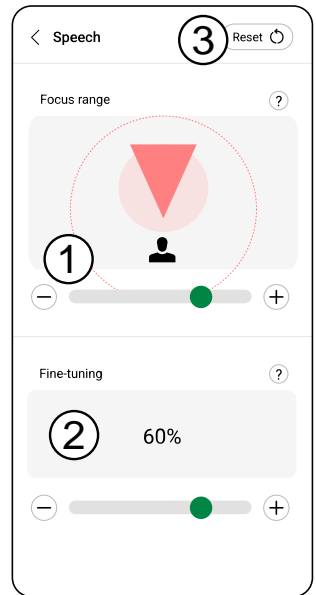 Speech
3
Reset
Focus range
?
1
Fine-tuning
?
2
60%